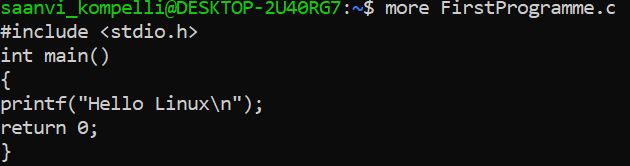 saanvi_kompelli@DESKTOP-2U40RG7:~$ more FirstProgramme.c
#include <stdio.h>
int main()
{
printf("Hello Linux\n");
return 0;
}